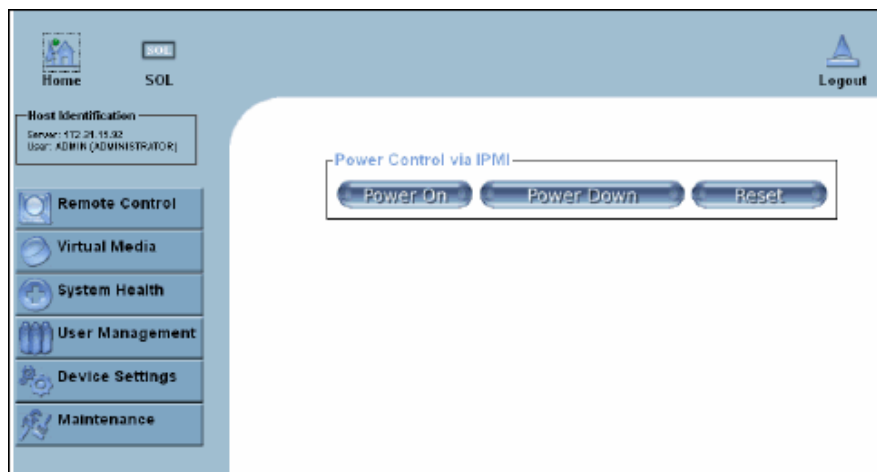 SOL
Home SOL Logout
Host Identification
Server: 172.31.15.92
User: ADMIN (ADMINISTRATOR)
Power Control via IPMI
Power On Power Down Reset
Remote Control
Virtual Media
System Health
User Management
Device Settings
Maintenance